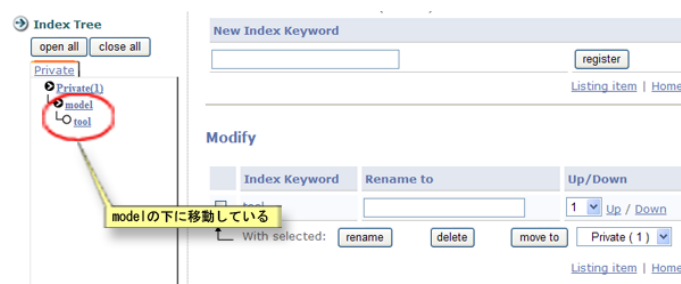 Index Tree
open all close all
Private
Private(1)
model
tool
New Index Keyword
register
Listing item | Home
Modify
Index Keyword Rename to Up/Down
1 Up / Down
modelの下に移動している
With selected: rename delete move to Private ( 1 )
Listing item | Home